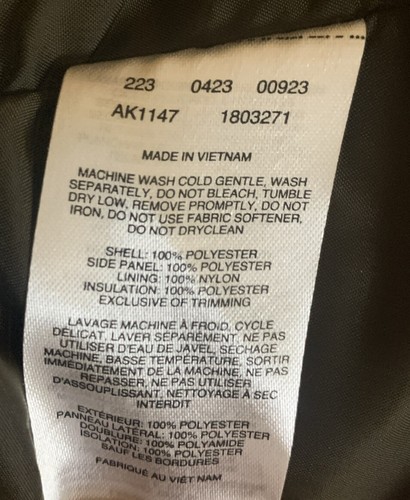 223 0423 00923
AK1147 1803271
MADE IN VIETNAM
MACHINE WASH COLD GENTLE, WASH
SEPARATELY, DO NOT BLEACH, TUMBLE
DRY LOW, REMOVE PROMPTLY, DO NOT
IRON, DO NOT USE FABRIC SOFTENER,
DO NOT DRYCLEAN
SHELL: 100% POLYESTER
SIDE PANEL: 100% POLYESTER
LINING: 100% NYLON
INSULATION: 100% POLYESTER
EXCLUSIVE OF TRIMMING
LAVAGE MACHINE À FROID, CYCLE
DÉLICAT, LAVER SÉPARÉMENT, NE PAS
UTILISER D'EAU DE JAVEL, SÉCHAGE
MACHINE, BASSE TEMPÉRATURE, SORTIR
IMMÉDIATEMENT DE LA MACHINE, NE PAS
REPASSER, NE PAS UTILISER
D'ASSOUPLISSANT, NETTOYAGE À SEC
INTERDIT
EXTÉRIEUR: 100% POLYESTER
PANNEAU LATÉRAL: 100% POLYESTER
DOUBLURE: 100% POLYAMIDE
ISOLATION: 100% POLYESTER
SAUF LES BORDURES
FABRIQUÉ AU VIÊT NAM